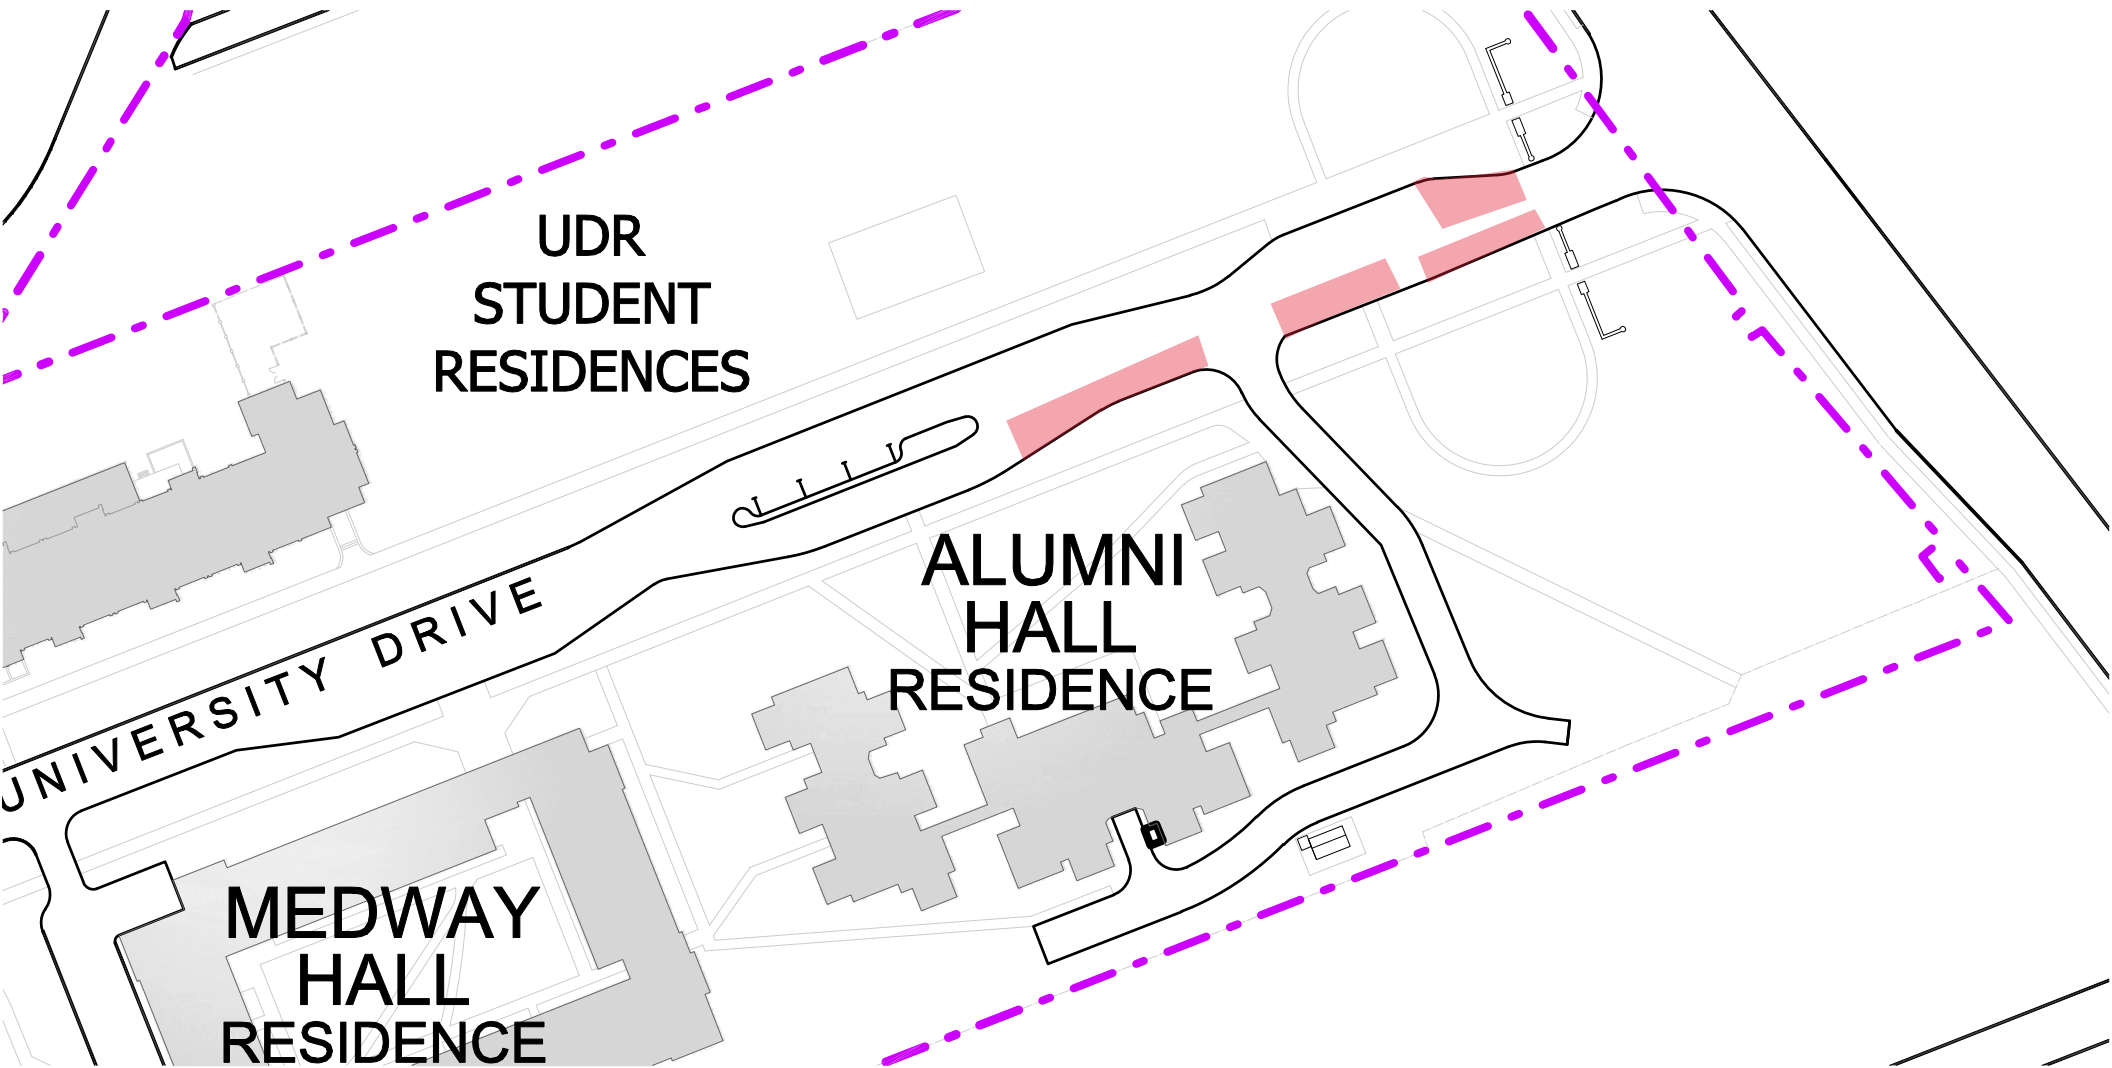 UDR
STUDENT
RESIDENCES
UNIVERSITY DRIVE
ALUMNI
HALL
RESIDENCE
MEDWAY
HALL
RESIDENCE